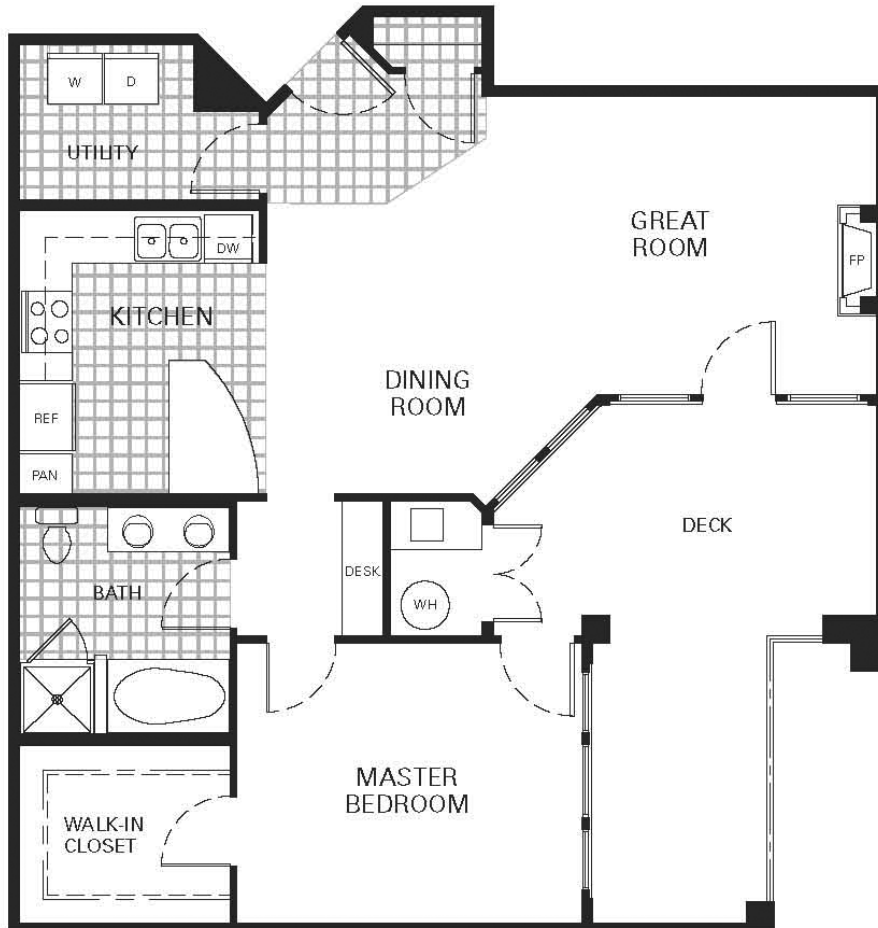 W
D
UTILITY
GREAT
ROOM
DW
FP
KITCHEN
DINING
ROOM
REF
PAN
DECK
DESK
BATH
WH
MASTER
BEDROOM
WALK-IN
CLOSET